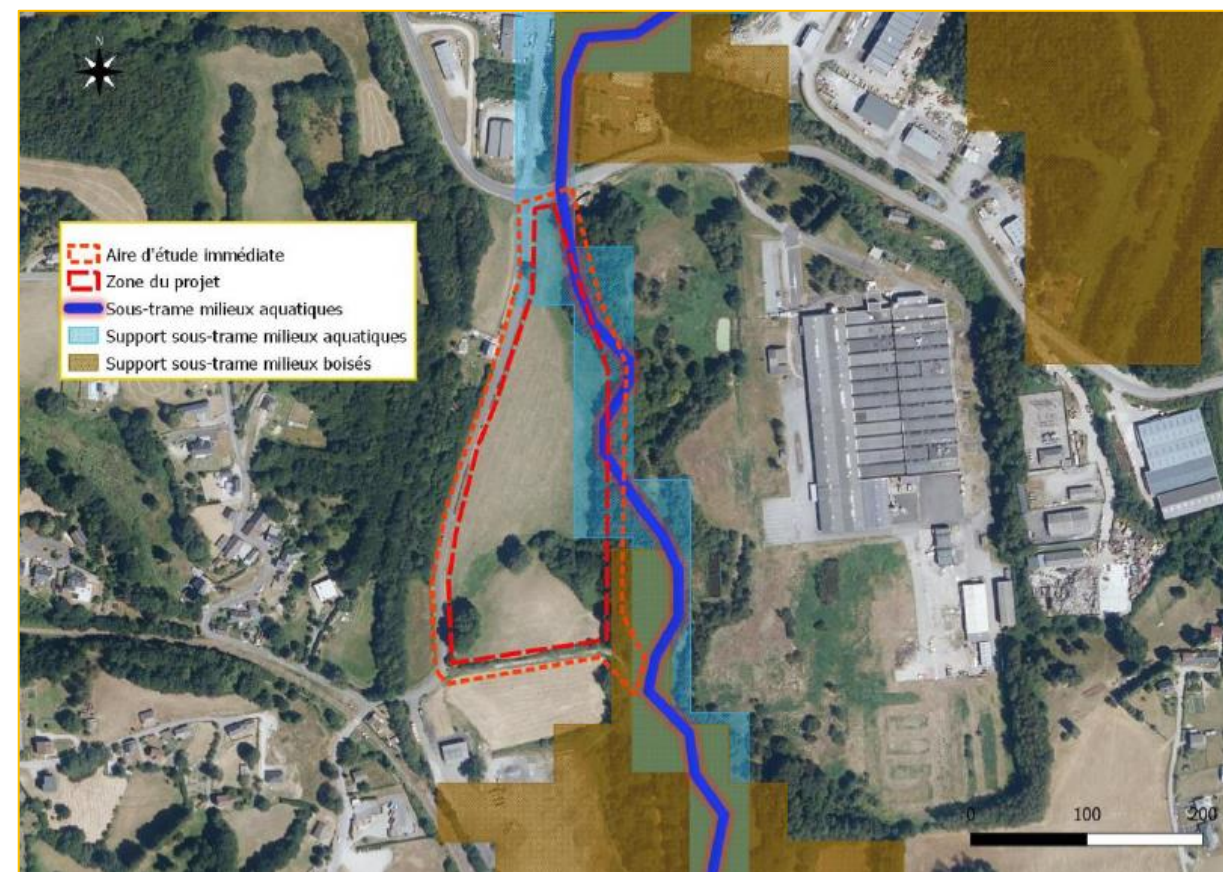 N
Aire d'étude immédiate
Zone du projet
Sous-trame milieux aquatiques
Support sous-trame milieux aquatiques
Support sous-trame milieux boisés
0 100 200